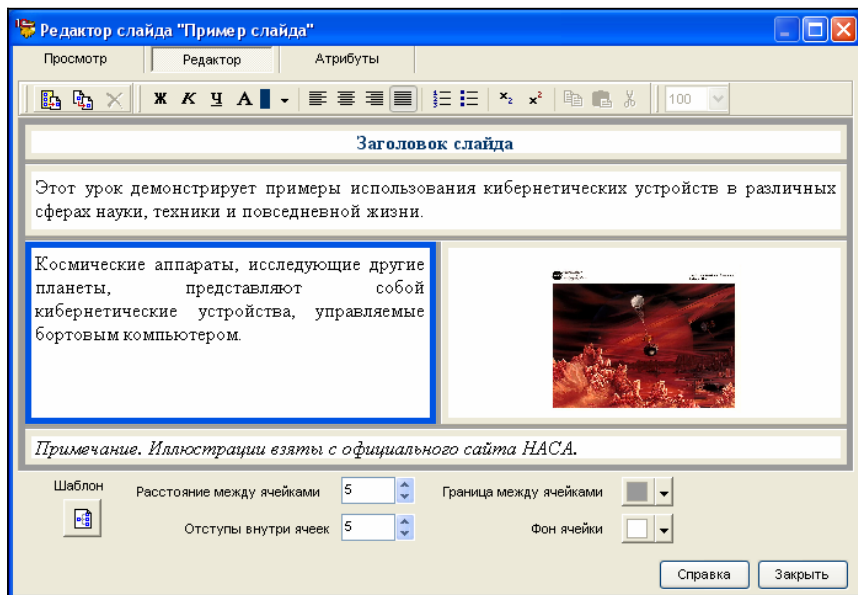 Редактор слайда "Пример слайда"
Просмотр Редактор Атрибуты
Ж К Ч А x₂ x² 100
Заголовок слайда
Этот урок демонстрирует примеры использования кибернетических устройств в различных
сферах науки, техники и повседневной жизни.
Космические аппараты, исследующие другие
планеты, представляют собой
кибернетические устройства, управляемые
бортовым компьютером.
Примечание. Иллюстрации взяты с официального сайта НАСА.
Шаблон
Расстояние между ячейками 5 Граница между ячейками
Отступы внутри ячеек 5 Фон ячейки
Справка Закрыть